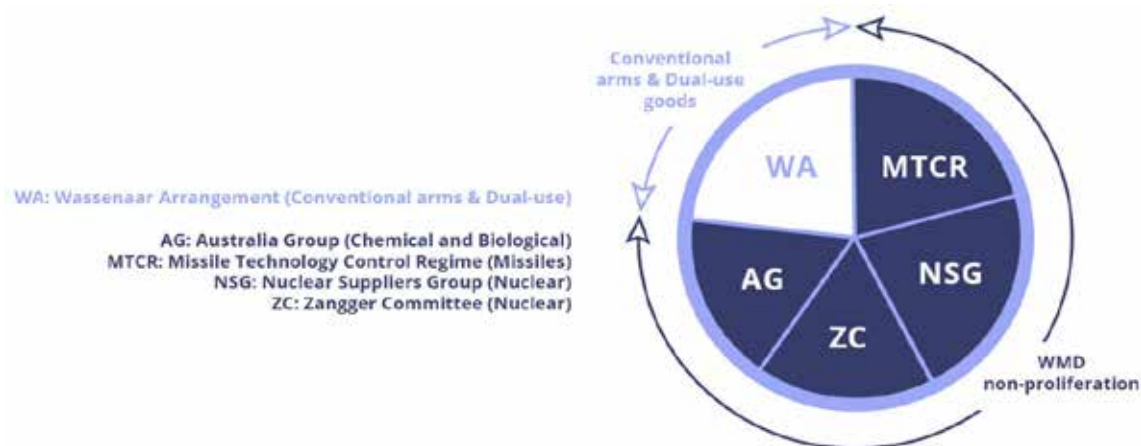 Conventional
arms & Dual-use
goods
WA
MTCR
WA: Wassenaar Arrangement (Conventional arms & Dual-use)
AG: Australia Group (Chemical and Biological)
MTCR: Missile Technology Control Regime (Missiles)
NSG: Nuclear Suppliers Group (Nuclear)
ZC: Zangger Committee (Nuclear)
AG
NSG
ZC
WMD
non-proliferation